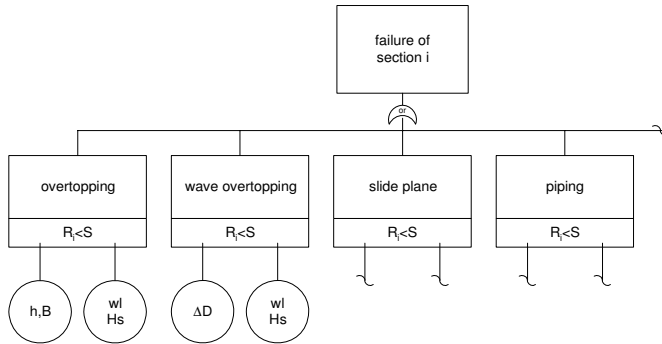 failure of
section i
or
overtopping
wave overtopping
slide plane
piping
Rᵢ<S
Rᵢ<S
Rᵢ<S
Rᵢ<S
h,B
wl
Hs
ΔD
wl
Hs